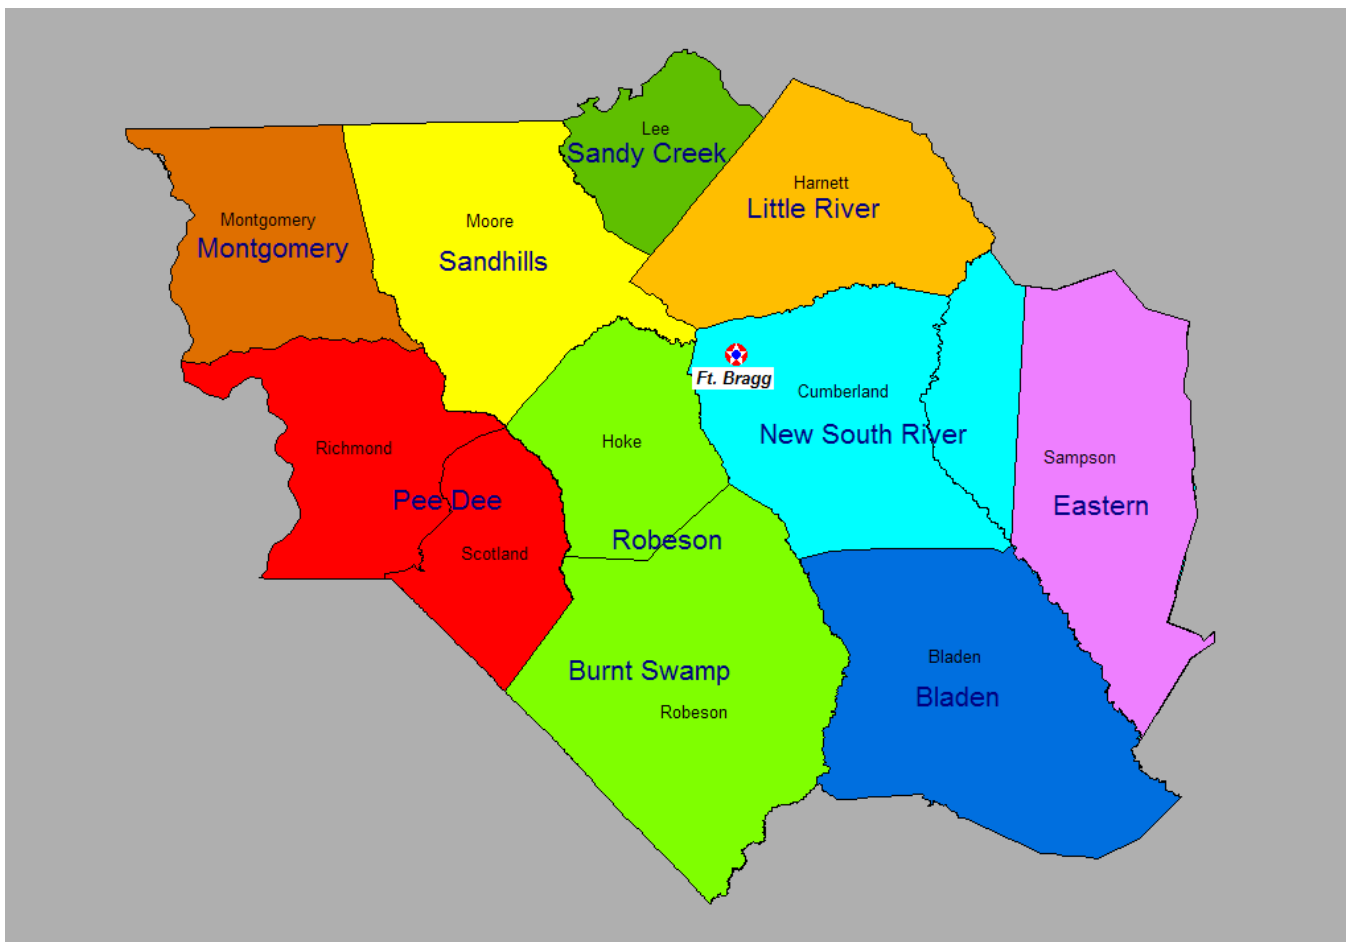 Lee
Sandy Creek
Harnett
Little River
Montgomery
Montgomery
Moore
Sandhills
Ft. Bragg
Cumberland
New South River
Richmond
Hoke
Sampson
Eastern
Pee Dee
Scotland
Robeson
Burnt Swamp
Robeson
Bladen
Bladen